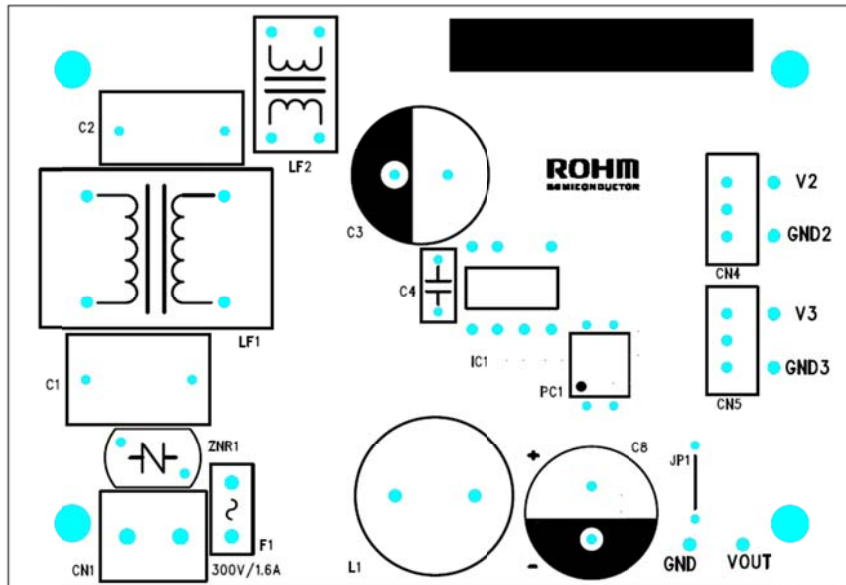 C2
LF2
ROHM
SEMICONDUCTOR
V2
C3
GND2
CN4
C4
V3
LF1
IC1
GND3
C1
PC1
CN5
ZNR1
+
C8
JP1
CN1
F1
300V/1.6A
L1
-
GND
VOUT